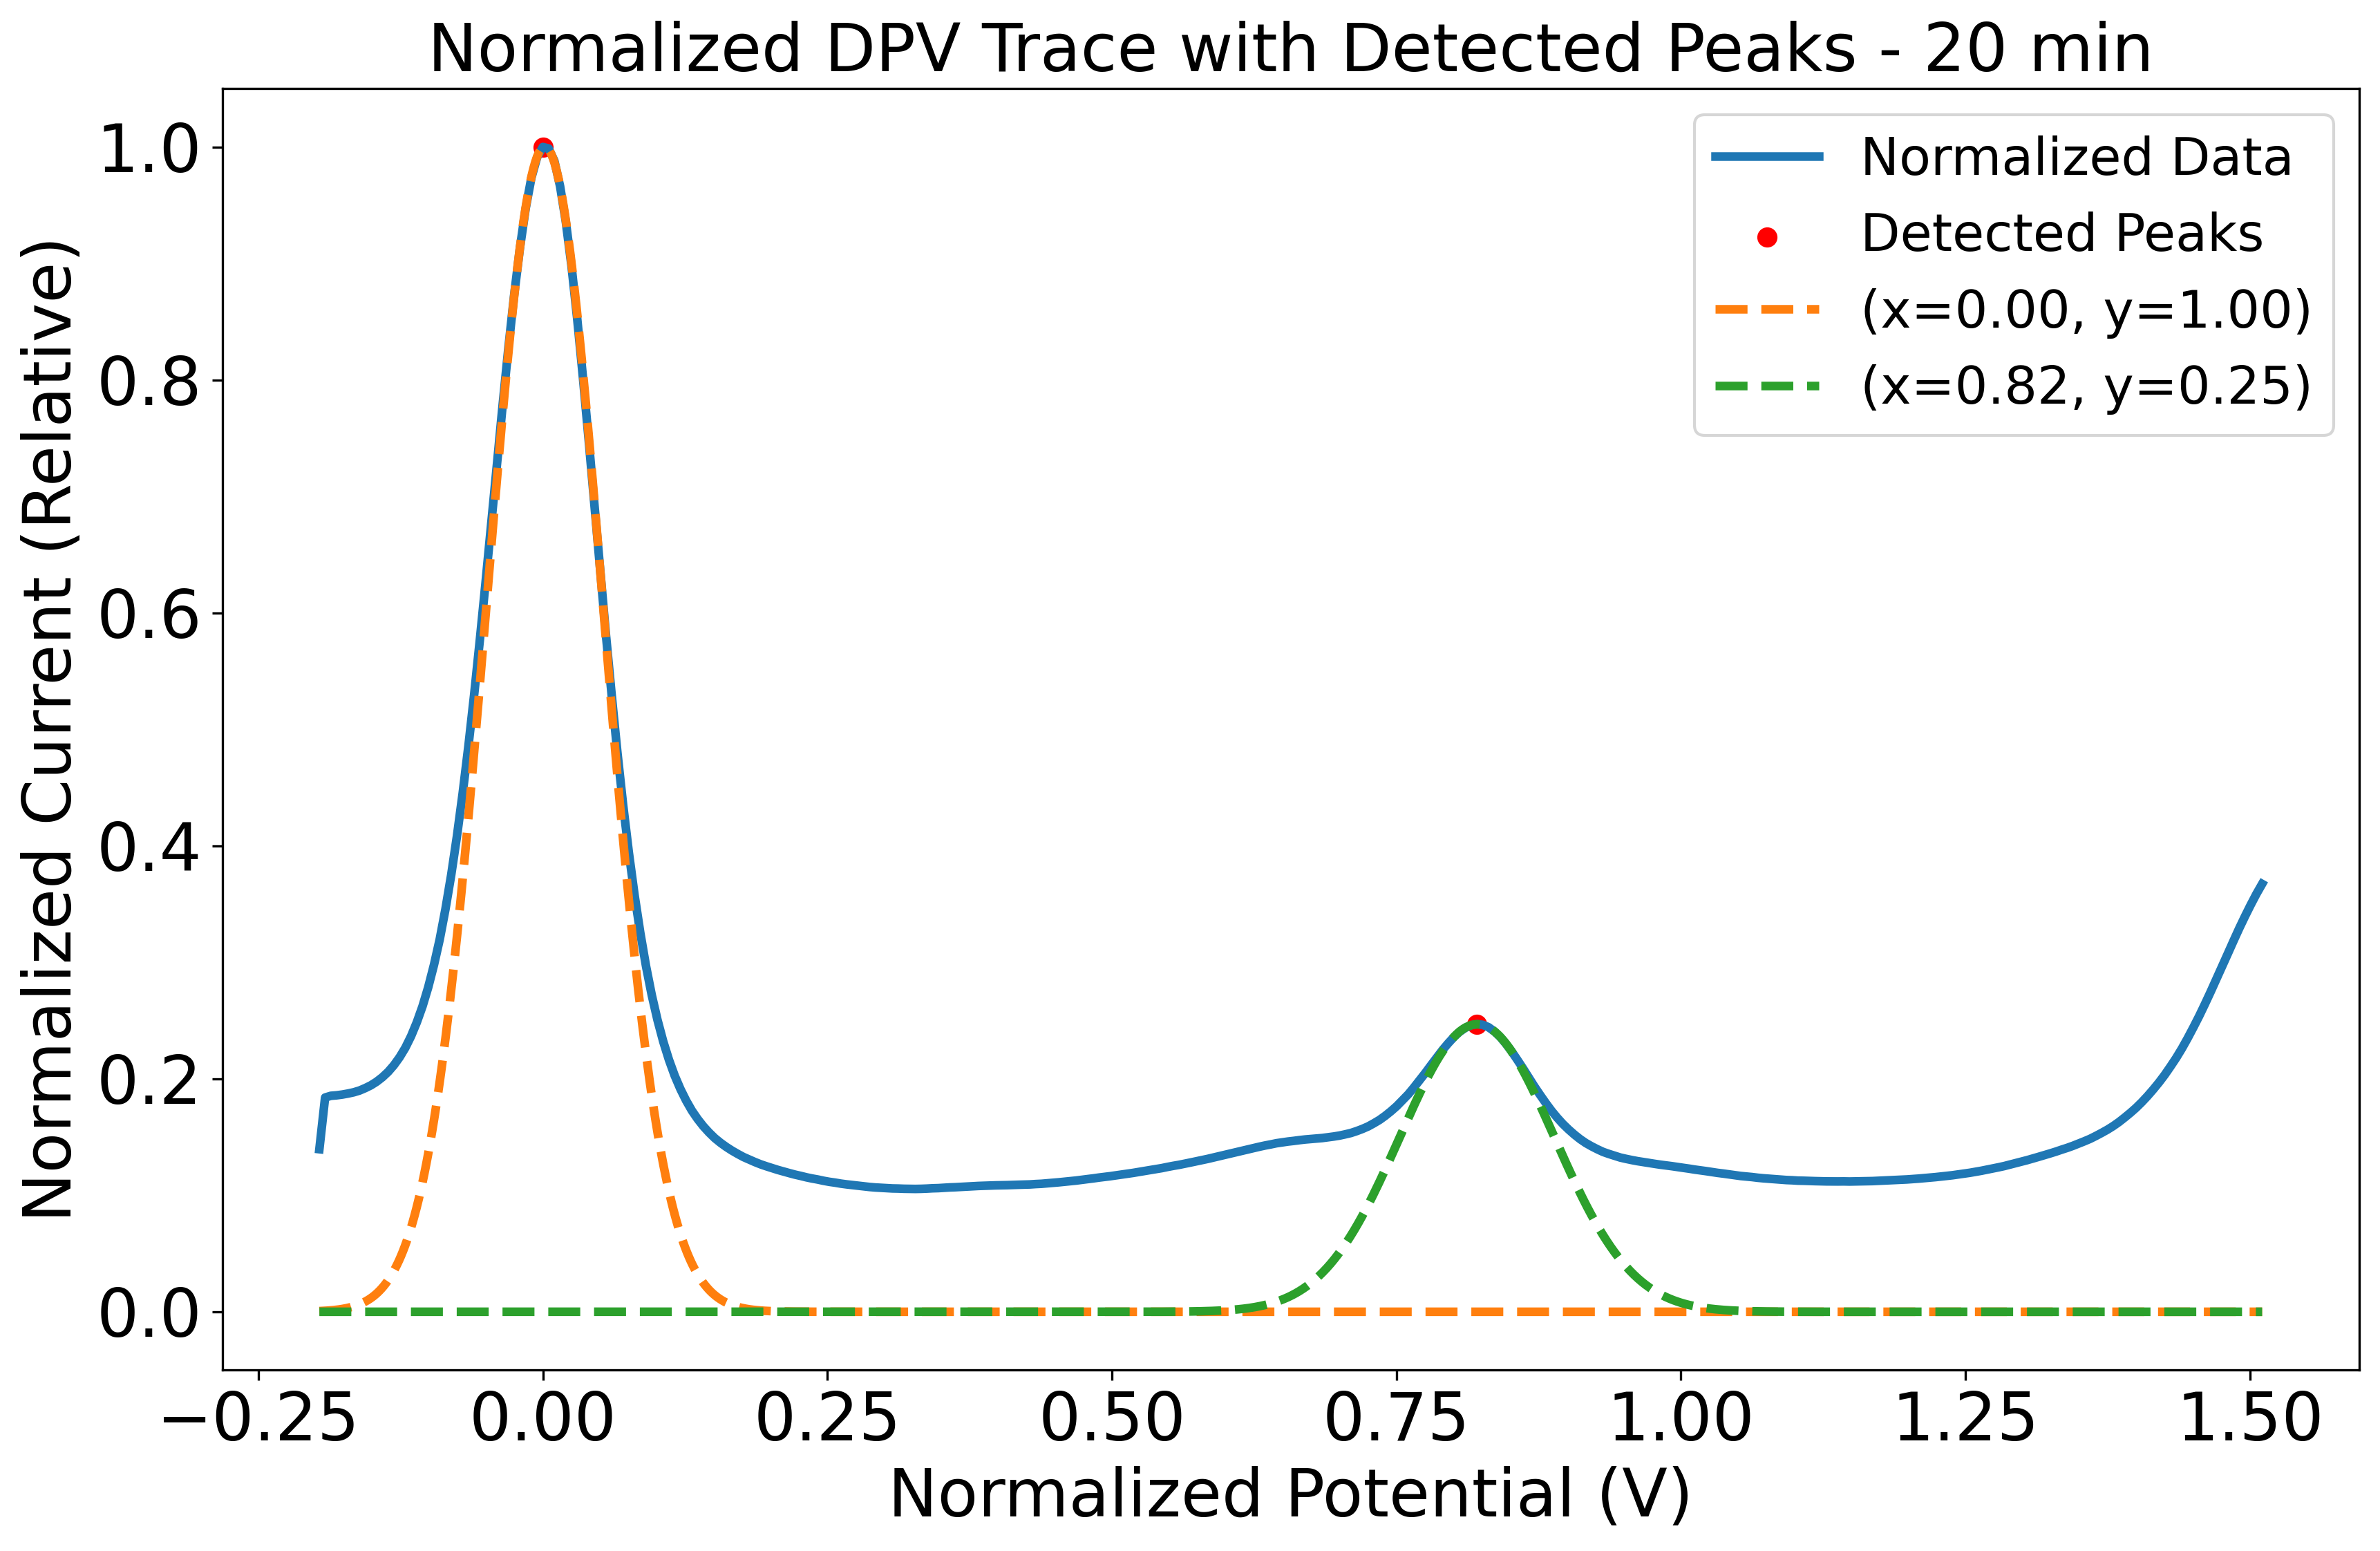 Normalized DPV Trace with Detected Peaks - 20 min
Normalized Data
Detected Peaks
(x=0.00, y=1.00)
(x=0.82, y=0.25)
Normalized Current (Relative)
1.0
0.8
0.6
0.4
0.2
0.0
−0.25 0.00 0.25 0.50 0.75 1.00 1.25 1.50
Normalized Potential (V)